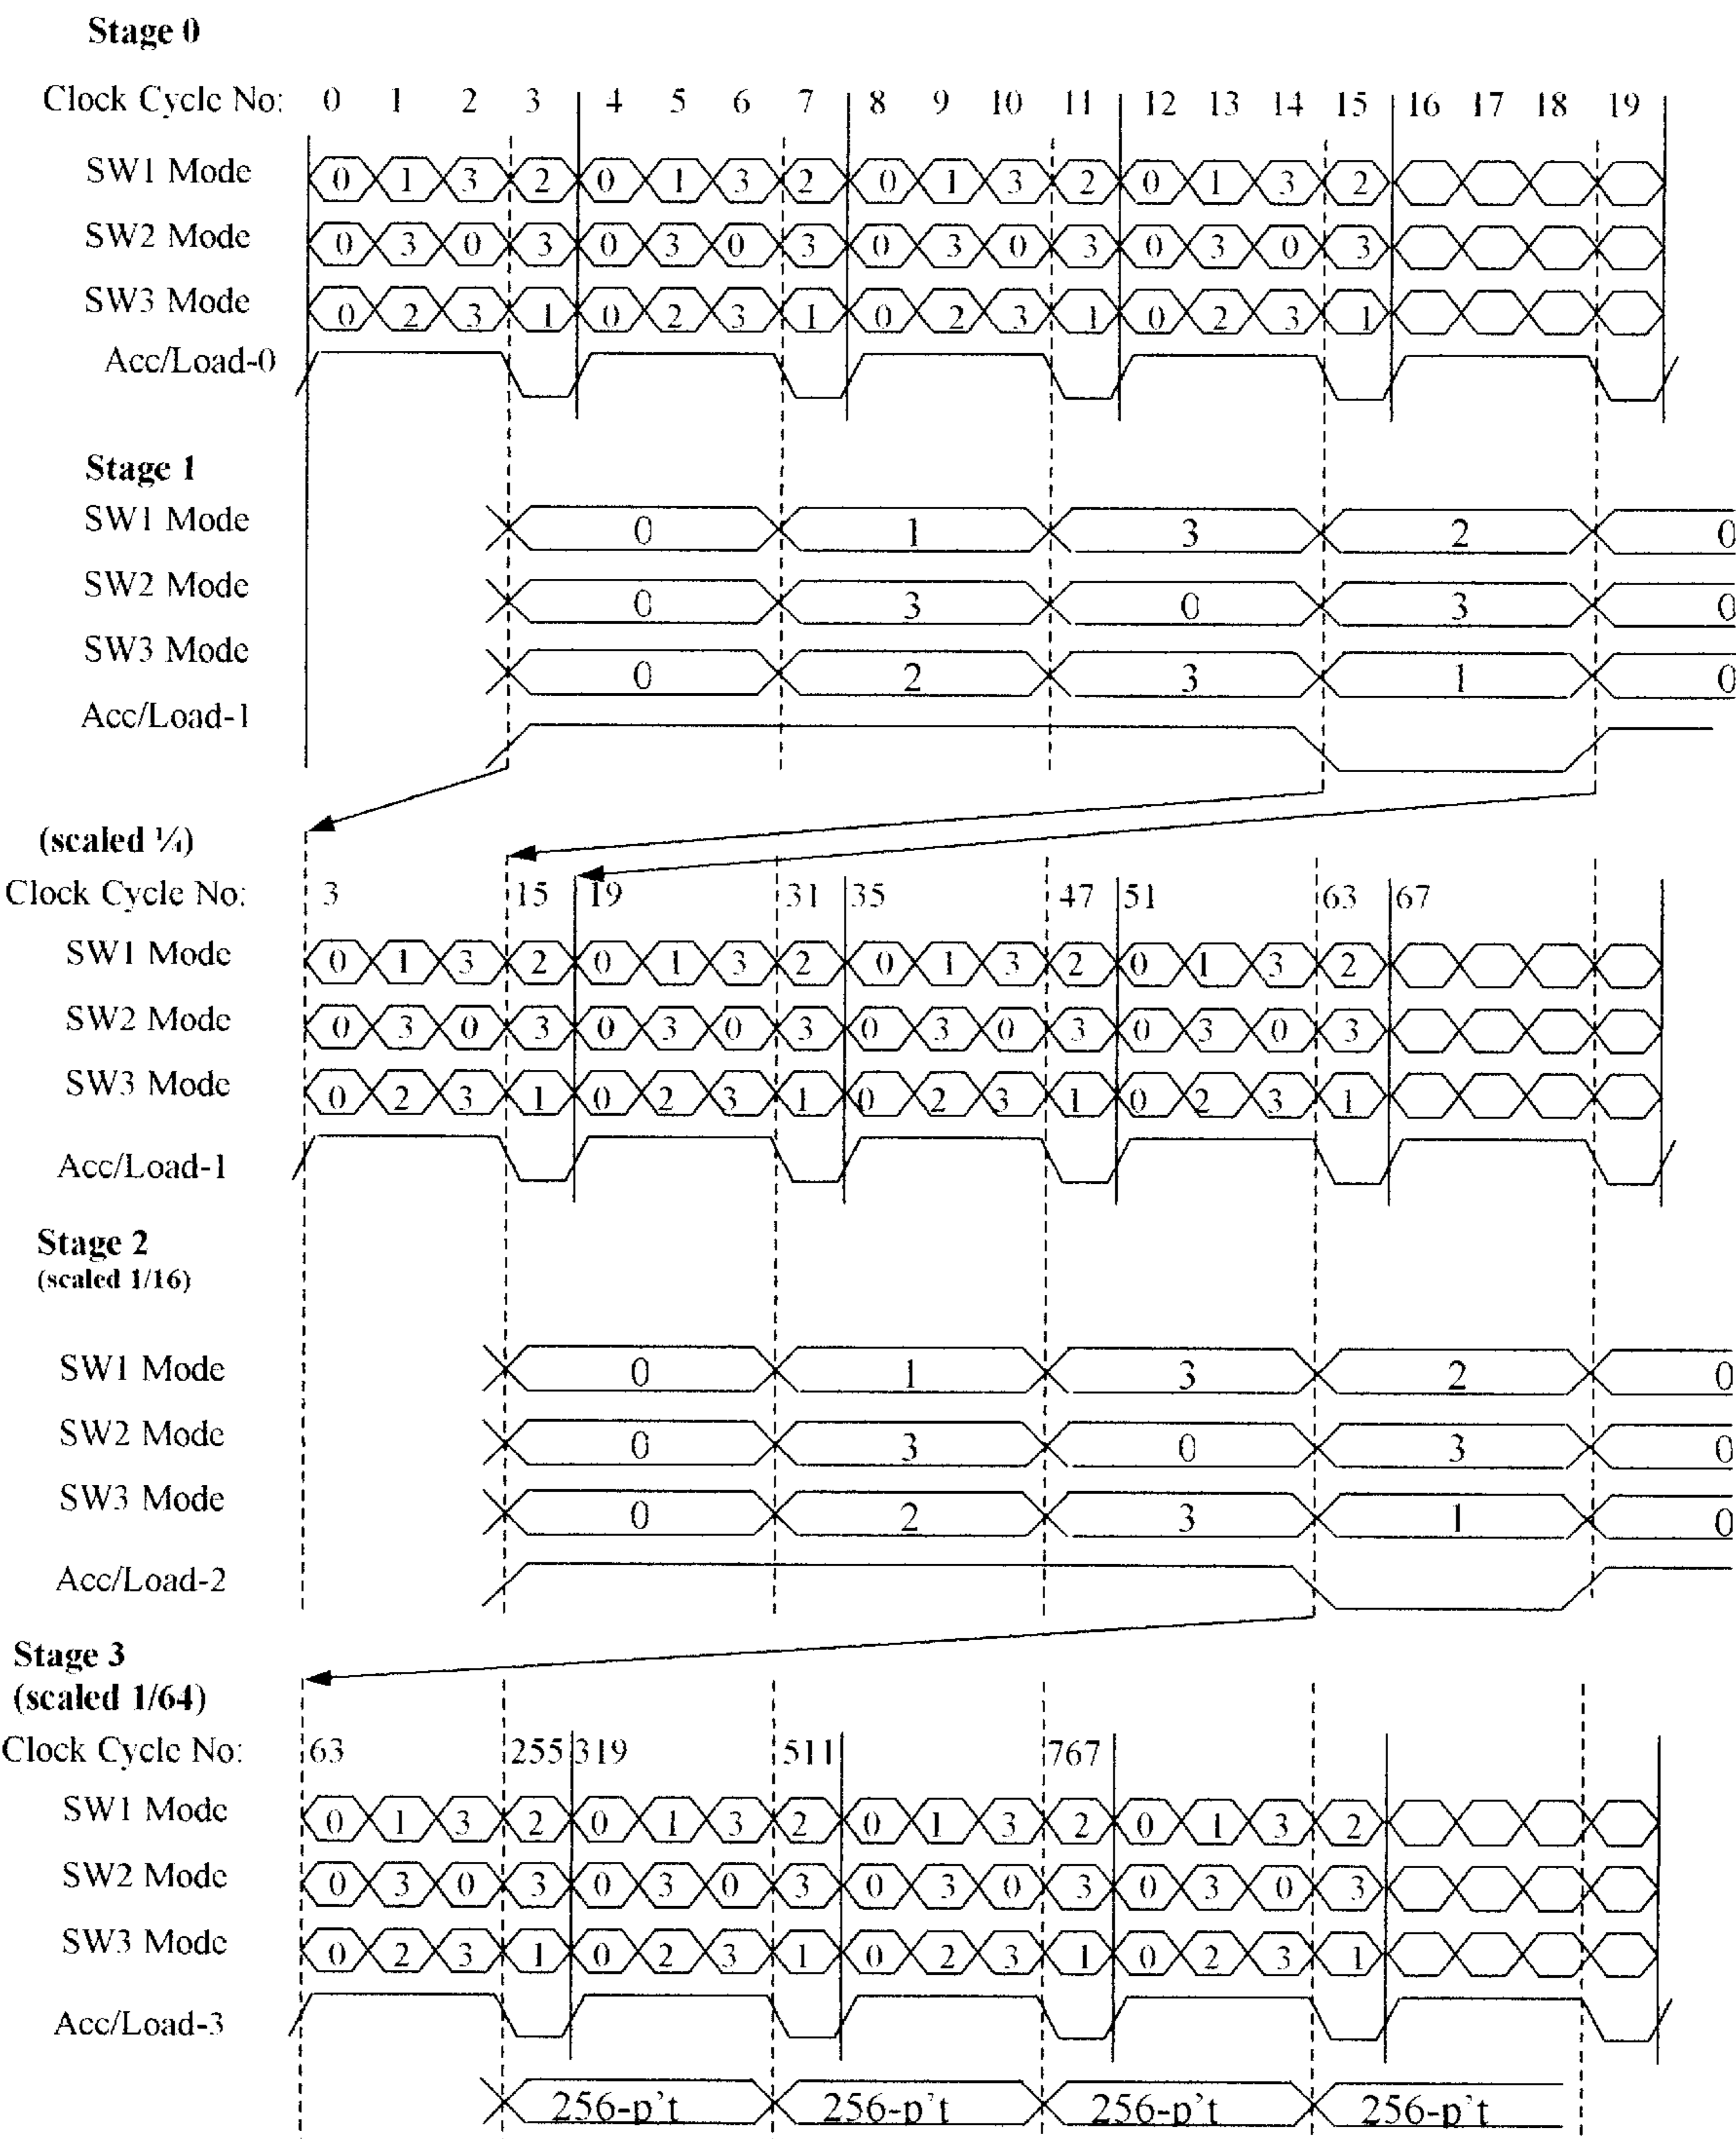 Stage 0
Clock Cycle No: 0 1 2 3 4 5 6 7 8 9 10 11 12 13 14 15 16 17 18 19
SW1 Mode 0 1 3 2 0 1 3 2 0 1 3 2 0 1 3 2
SW2 Mode 0 3 0 3 0 3 0 3 0 3 0 3 0 3 0 3
SW3 Mode 0 2 3 1 0 2 3 1 0 2 3 1 0 2 3 1
Acc/Load-0
Stage 1
SW1 Mode 0 1 3 2 0
SW2 Mode 0 3 0 3 0
SW3 Mode 0 2 3 1 0
Acc/Load-1
(scaled ¼)
Clock Cycle No: 3 15 19 31 35 47 51 63 67
SW1 Mode 0 1 3 2 0 1 3 2 0 1 3 2 0 1 3 2
SW2 Mode 0 3 0 3 0 3 0 3 0 3 0 3 0 3 0 3
SW3 Mode 0 2 3 1 0 2 3 1 0 2 3 1 0 2 3 1
Acc/Load-1
Stage 2
(scaled 1/16)
SW1 Mode 0 1 3 2 0
SW2 Mode 0 3 0 3 0
SW3 Mode 0 2 3 1 0
Acc/Load-2
Stage 3
(scaled 1/64)
Clock Cycle No: 63 255 319 511 767
SW1 Mode 0 1 3 2 0 1 3 2 0 1 3 2 0 1 3 2
SW2 Mode 0 3 0 3 0 3 0 3 0 3 0 3 0 3 0 3
SW3 Mode 0 2 3 1 0 2 3 1 0 2 3 1 0 2 3 1
Acc/Load-3
256-p't 256-p't 256-p't 256-p't